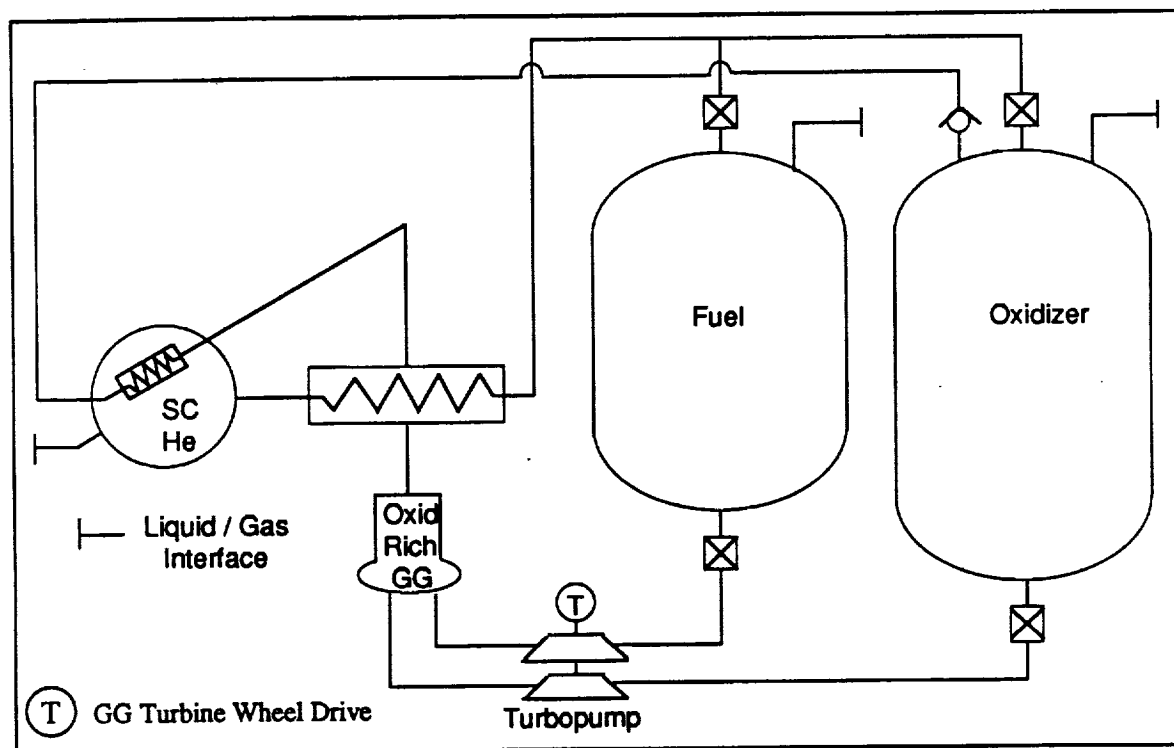 Fuel
Oxidizer
SC
He
Liquid / Gas
Interface
Oxid
Rich
GG
T
T GG Turbine Wheel Drive
Turbopump